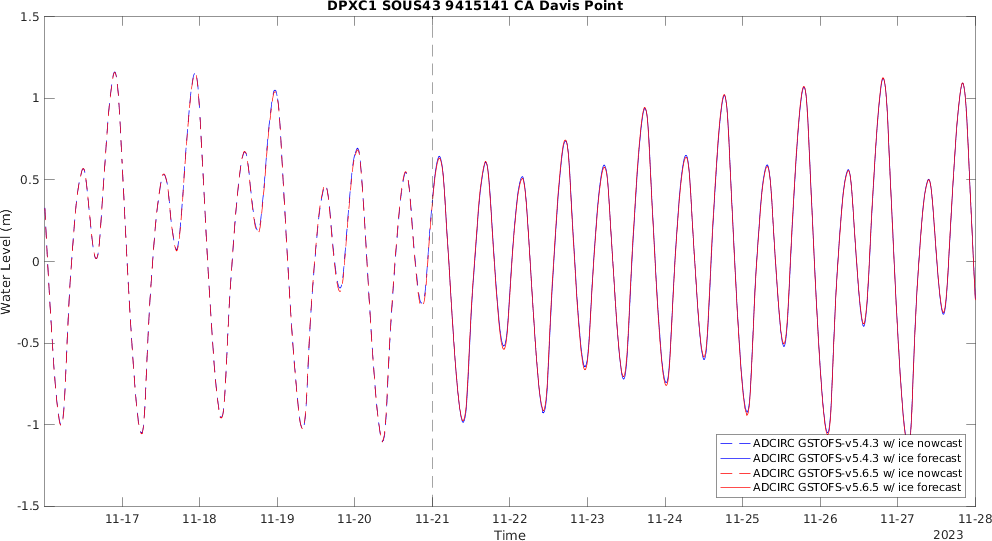 DPXC1 SOUS43 9415141 CA Davis Point
1.5
1
0.5
0
-0.5
-1
-1.5
Water Level (m)
11-17 11-18 11-19 11-20 11-21 11-22 11-23 11-24 11-25 11-26 11-27 11-28
Time
2023
ADCIRC GSTOFS-v5.4.3 w/ ice nowcast
ADCIRC GSTOFS-v5.4.3 w/ ice forecast
ADCIRC GSTOFS-v5.6.5 w/ ice nowcast
ADCIRC GSTOFS-v5.6.5 w/ ice forecast